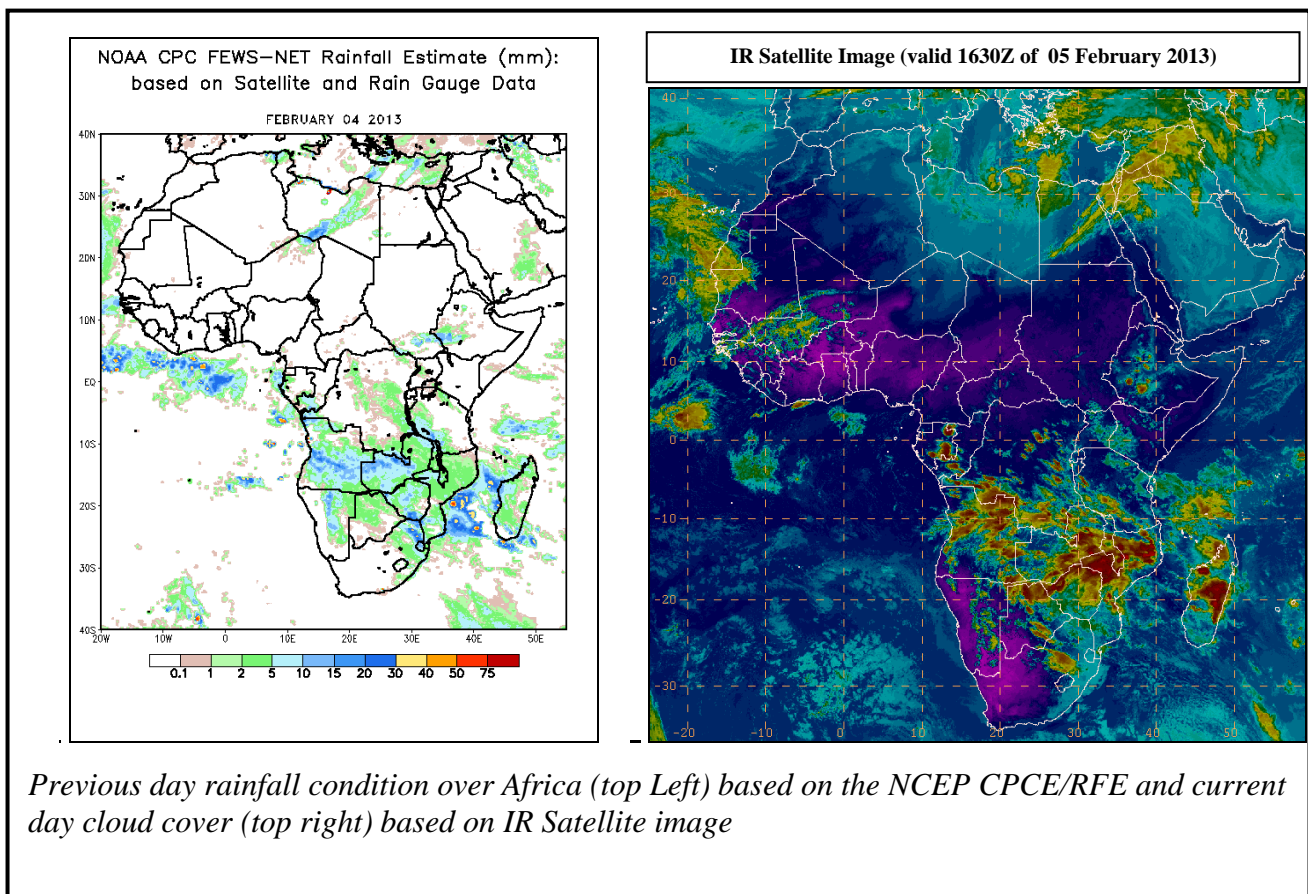 NOAA CPC FEWS-NET Rainfall Estimate (mm):
based on Satellite and Rain Gauge Data
FEBRUARY 04 2013
40N
30N
20N
10N
EQ
10S
20S
30S
40S
20W 10W 0 10E 20E 30E 40E 50E
0.1 1 2 5 10 15 20 30 40 50 75
IR Satellite Image (valid 1630Z of 05 February 2013)
40
20
10
0
-10
-20
-30
-20 -10 0 10 20 30 40 50
Previous day rainfall condition over Africa (top Left) based on the NCEP CPCE/RFE and current
day cloud cover (top right) based on IR Satellite image